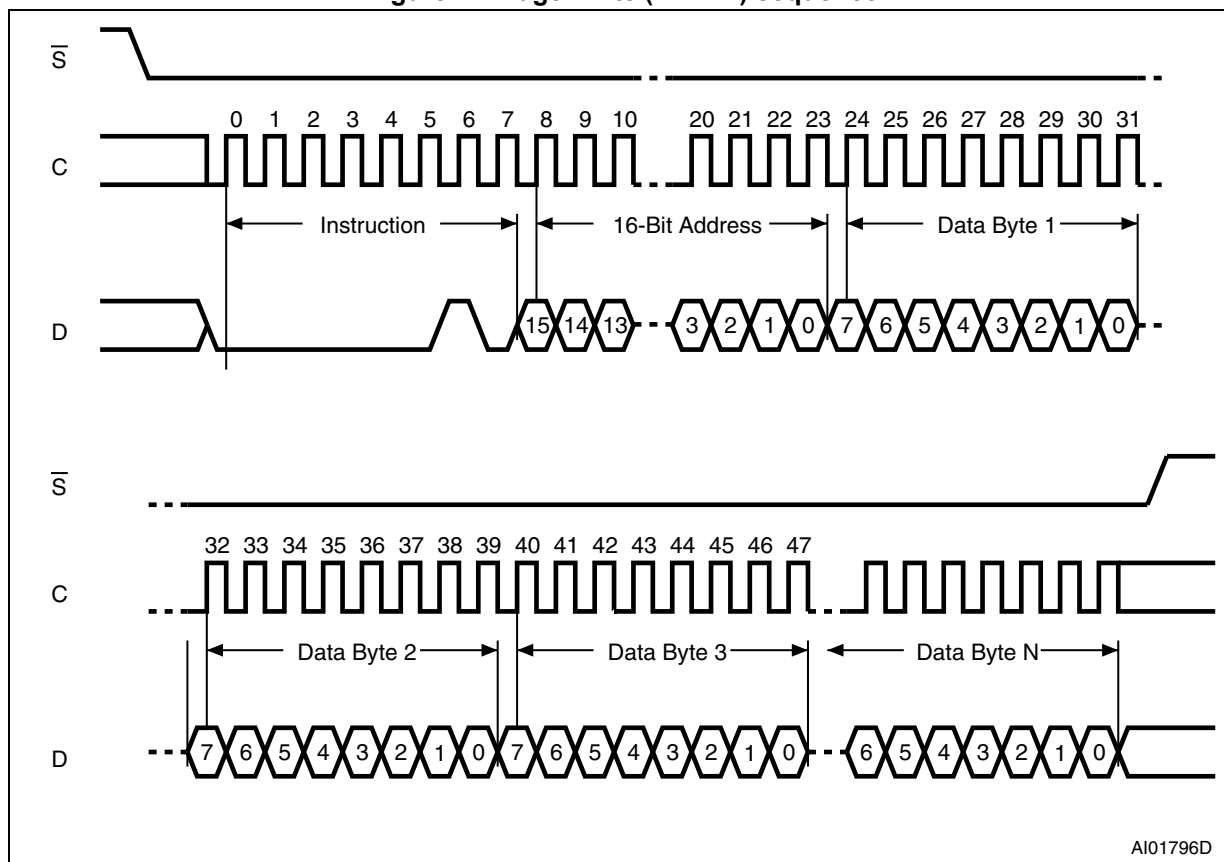 S
0 1 2 3 4 5 6 7 8 9 10 20 21 22 23 24 25 26 27 28 29 30 31
C
Instruction 16-Bit Address Data Byte 1
D 15 14 13 3 2 1 0 7 6 5 4 3 2 1 0
S
32 33 34 35 36 37 38 39 40 41 42 43 44 45 46 47
C
Data Byte 2 Data Byte 3 Data Byte N
D 7 6 5 4 3 2 1 0 7 6 5 4 3 2 1 0 6 5 4 3 2 1 0
AI01796D